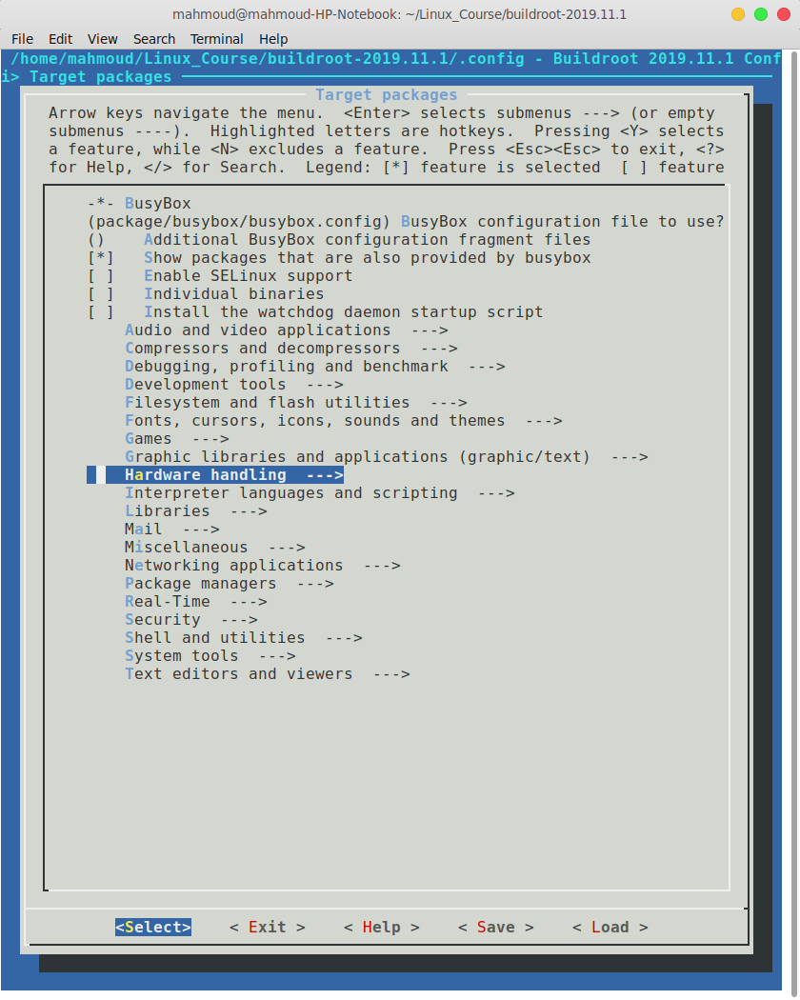 mahmoud@mahmoud-HP-Notebook: ~/Linux_Course/buildroot-2019.11.1
File Edit View Search Terminal Help
/home/mahmoud/Linux_Course/buildroot-2019.11.1/.config - Buildroot 2019.11.1 Conf
i> Target packages
Target packages
Arrow keys navigate the menu.  <Enter> selects submenus ---> (or empty
submenus ----).  Highlighted letters are hotkeys.  Pressing <Y> selects
a feature, while <N> excludes a feature.  Press <Esc><Esc> to exit, <?>
for Help, </> for Search.  Legend: [*] feature is selected  [ ] feature
-*- BusyBox
(package/busybox/busybox.config) BusyBox configuration file to use?
()    Additional BusyBox configuration fragment files
[*]   Show packages that are also provided by busybox
[ ]   Enable SELinux support
[ ]   Individual binaries
[ ]   Install the watchdog daemon startup script
Audio and video applications  --->
Compressors and decompressors  --->
Debugging, profiling and benchmark  --->
Development tools  --->
Filesystem and flash utilities  --->
Fonts, cursors, icons, sounds and themes  --->
Games  --->
Graphic libraries and applications (graphic/text)  --->
Hardware handling  --->
Interpreter languages and scripting  --->
Libraries  --->
Mail  --->
Miscellaneous  --->
Networking applications  --->
Package managers  --->
Real-Time  --->
Security  --->
Shell and utilities  --->
System tools  --->
Text editors and viewers  --->
<Select>    < Exit >    < Help >    < Save >    < Load >